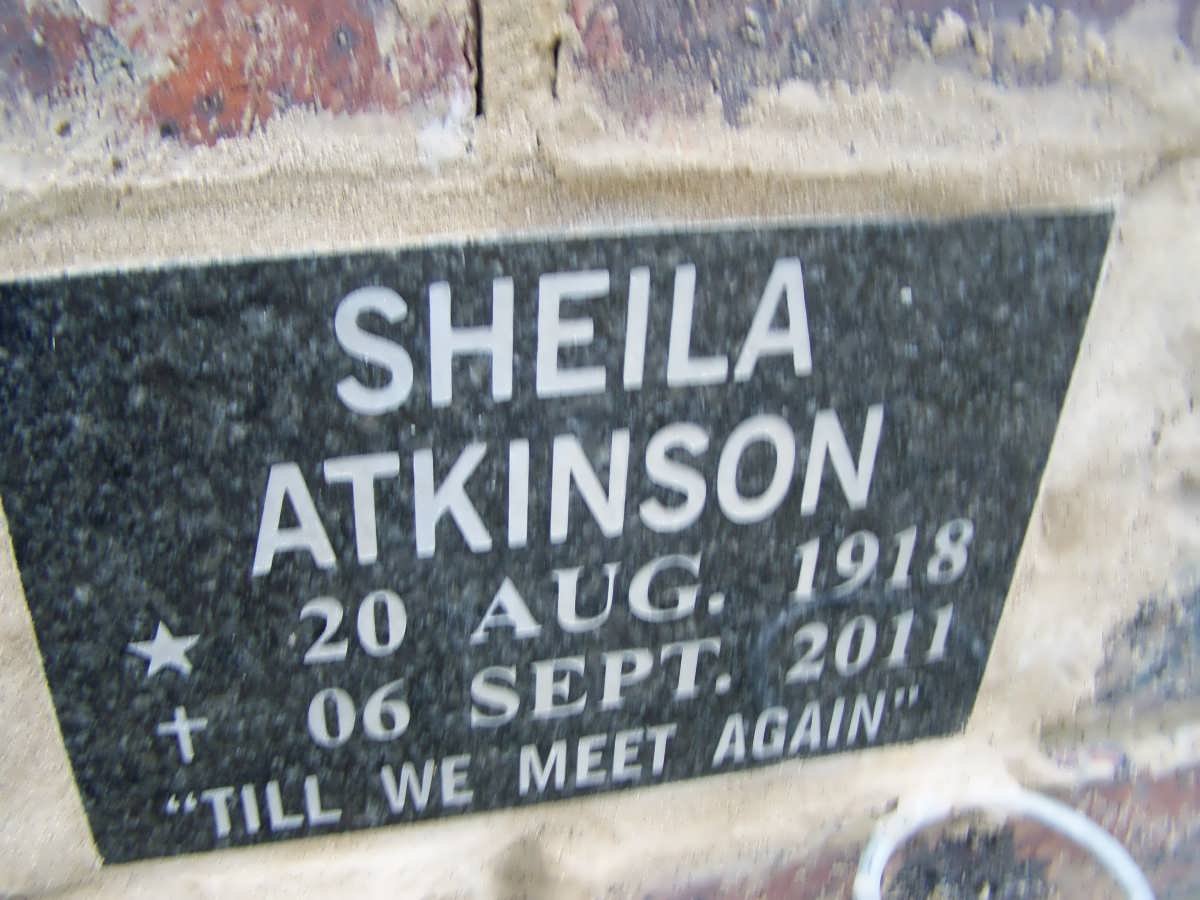 SHEILA
ATKINSON
★ 20 AUG. 1918
✝ 06 SEPT. 2011
"TILL WE MEET AGAIN"